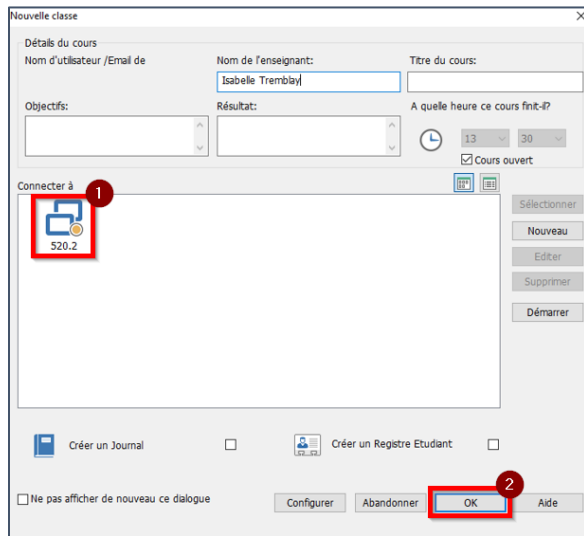 Nouvelle classe
Détails du cours
Nom d'utilisateur /Email de
Nom de l'enseignant:
Titre du cours:
Isabelle Tremblay
Objectifs:
Résultat:
A quelle heure ce cours finit-il?
13
30
Cours ouvert
Connecter à
1
520.2
Sélectionner
Nouveau
Editer
Supprimer
Démarrer
Créer un Journal
Créer un Registre Etudiant
2
Ne pas afficher de nouveau ce dialogue
Configurer
Abandonner
OK
Aide